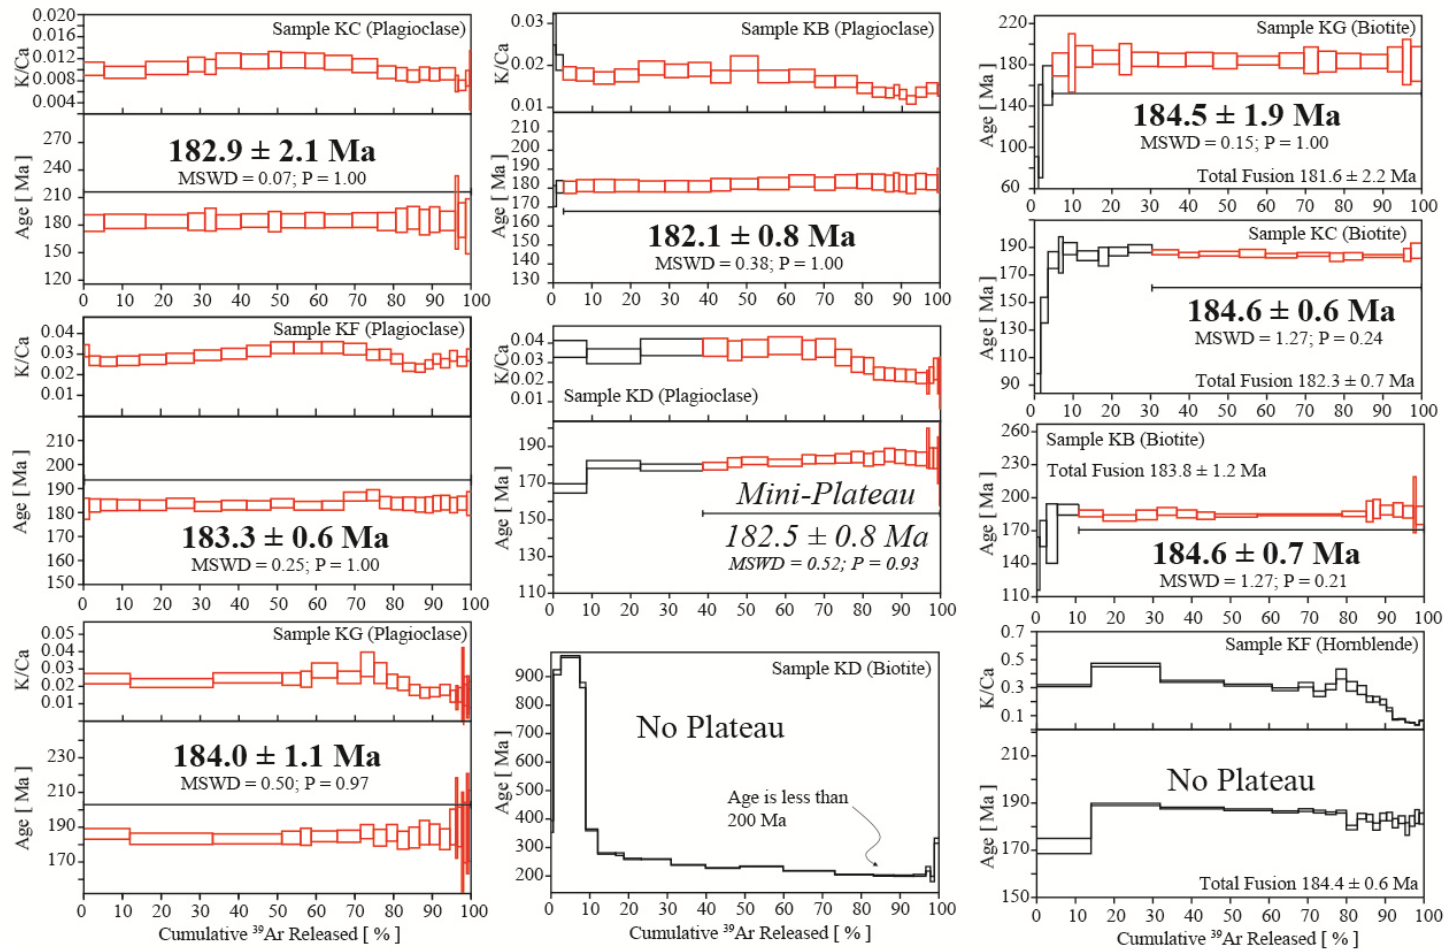 Sample KC (Plagioclase)
K/Ca
0.020
0.016
0.012
0.008
0.004
182.9 ± 2.1 Ma
MSWD = 0.07; P = 1.00
Age [ Ma ]
270
240
210
180
150
120
0 10 20 30 40 50 60 70 80 90 100
Sample KF (Plagioclase)
K/Ca
0.04
0.03
0.02
0.01
Age [ Ma ]
210
200
190
180
170
160
150
183.3 ± 0.6 Ma
MSWD = 0.25; P = 1.00
0 10 20 30 40 50 60 70 80 90 100
Sample KG (Plagioclase)
K/Ca
0.05
0.04
0.03
0.02
0.01
184.0 ± 1.1 Ma
MSWD = 0.50; P = 0.97
Age [ Ma ]
230
210
190
170
0 10 20 30 40 50 60 70 80 90 100
Cumulative ³⁹Ar Released [ % ]
Sample KB (Plagioclase)
K/Ca
0.03
0.02
0.01
Age [ Ma ]
210
200
190
180
170
160
150
140
130
182.1 ± 0.8 Ma
MSWD = 0.38; P = 1.00
0 10 20 30 40 50 60 70 80 90 100
K/Ca
0.04
0.03
0.02
0.01
Sample KD (Plagioclase)
Age [ Ma ]
190
170
150
130
110
Mini-Plateau
182.5 ± 0.8 Ma
MSWD = 0.52; P = 0.93
0 10 20 30 40 50 60 70 80 90 100
Sample KD (Biotite)
No Plateau
Age [ Ma ]
900
800
700
600
500
400
300
200
Age is less than
200 Ma
0 10 20 30 40 50 60 70 80 90 100
Cumulative ³⁹Ar Released [ % ]
Sample KG (Biotite)
Age [ Ma ]
220
180
140
100
60
184.5 ± 1.9 Ma
MSWD = 0.15; P = 1.00
Total Fusion 181.6 ± 2.2 Ma
0 10 20 30 40 50 60 70 80 90 100
Sample KC (Biotite)
Age [ Ma ]
190
170
150
130
110
90
184.6 ± 0.6 Ma
MSWD = 1.27; P = 0.24
Total Fusion 182.3 ± 0.7 Ma
0 10 20 30 40 50 60 70 80 90 100
Sample KB (Biotite)
Total Fusion 183.8 ± 1.2 Ma
Age [ Ma ]
260
230
200
170
140
110
184.6 ± 0.7 Ma
MSWD = 1.27; P = 0.21
0 10 20 30 40 50 60 70 80 90 100
Sample KF (Hornblende)
K/Ca
0.7
0.5
0.3
0.1
No Plateau
Age [ Ma ]
210
190
170
150
Total Fusion 184.4 ± 0.6 Ma
0 10 20 30 40 50 60 70 80 90 100
Cumulative ³⁹Ar Released [ % ]